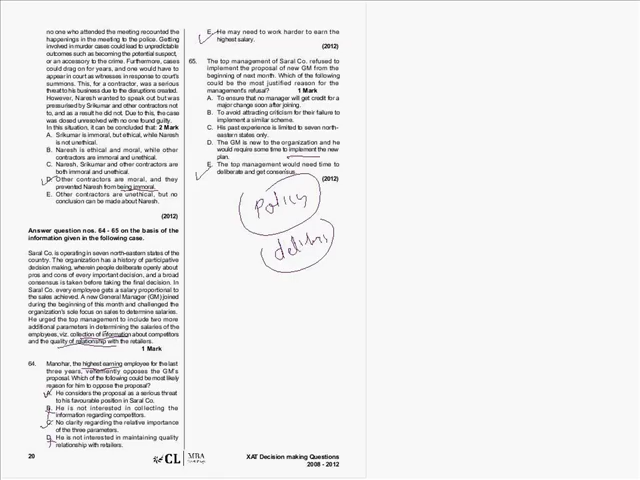 no one who attended the meeting recounted the
happenings in the meeting to the police. Getting
involved in murder cases could lead to unpredictable
outcomes such as becoming the potential suspect,
or an accessory to the crime. Furthermore, cases
could drag on for years, and one would have to
appear in court as witnesses in response to court's
summons. This, for a contractor, was a serious
threat to his business due to the disruptions created.
However, Naresh wanted to speak out but was
pressurised by Srikumar and other contractors not
to, and as a result he did not. Due to this, the case
was dosed unresolved with no one found guilty.
In this situation, it can be concluded that: 2 Mark
A. Srikumar is immoral, but ethical, while Naresh
is not unethical.
B. Naresh is ethical and moral, while other
contractors are immoral and unethical.
C. Naresh, Srikumar and other contractors are
both immoral and unethical.
D. Other contractors are moral, and they
prevented Naresh from being immoral.
E. Other contractors are unethical, but no
conclusion can be made about Naresh.
(2012)
Answer question nos. 64 - 65 on the basis of the
information given in the following case.
Saral Co. is operating in seven north-eastern states of the
country. The organization has a history of participative
decision making, wherein people deliberate openly about
pros and cons of every important decision, and a broad
consensus is taken before taking the final decision. In
Saral Co. every employee gets a salary proportional to
the sales achieved. A new General Manager (GM) joined
during the beginning of this month and challenged the
organization's sole focus on sales to determine salaries.
He urged the top management to include two more
additional parameters in determining the salaries of the
employees, viz. collection of information about competitors
and the quality of relationship with the retailers.
1 Mark
64. Manohar, the highest earning employee for the last
three years, vehemently opposes the GM's
proposal. Which of the following could be most likely
reason for him to oppose the proposal?
A. He considers the proposal as a serious threat
to his favourable position in Saral Co.
B. He is not interested in collecting the
information regarding competitors.
C. No clarity regarding the relative importance
of the three parameters.
D. He is not interested in maintaining quality
relationship with retailers.
E. He may need to work harder to earn the
highest salary.
(2012)
65. The top management of Saral Co. refused to
implement the proposal of new GM from the
beginning of next month. Which of the following
could be the most justified reason for the
management's refusal? 1 Mark
A. To ensure that no manager will get credit for a
major change soon after joining.
B. To avoid attracting criticism for their failure to
implement a similar scheme.
C. His past experience is limited to seven north-
eastern states only.
D. The GM is new to the organization and he
would require some time to implement the new
plan.
E. The top management would need time to
deliberate and get consensus.
(2012)
Policy
20
CL
MBA
XAT Decision making Questions
2008 - 2012